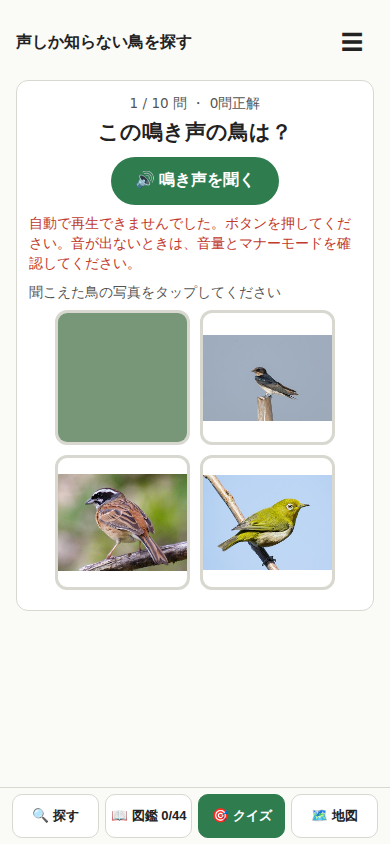 声しか知らない鳥を探す
☰
1 / 10 問 ・ 0問正解
この鳴き声の鳥は？
🔊 鳴き声を聞く
自動で再生できませんでした。ボタンを押してくだ
さい。音が出ないときは、音量とマナーモードを確
認してください。
聞こえた鳥の写真をタップしてください
🔍 探す
📖 図鑑 0/44
🎯 クイズ
🗺️ 地図